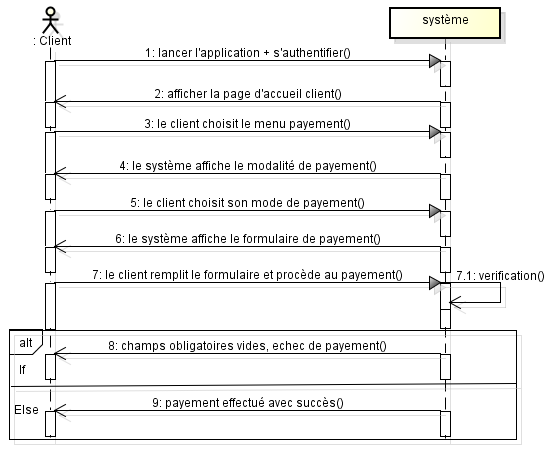 système
: Client
1: lancer l'application + s'authentifier()
2: afficher la page d'accueil client()
3: le client choisit le menu payement()
4: le système affiche le modalité de payement()
5: le client choisit son mode de payement()
6: le système affiche le formulaire de payement()
7: le client remplit le formulaire et procède au payement()
7.1: verification()
alt
8: champs obligatoires vides, echec de payement()
If
9: payement effectué avec succès()
Else